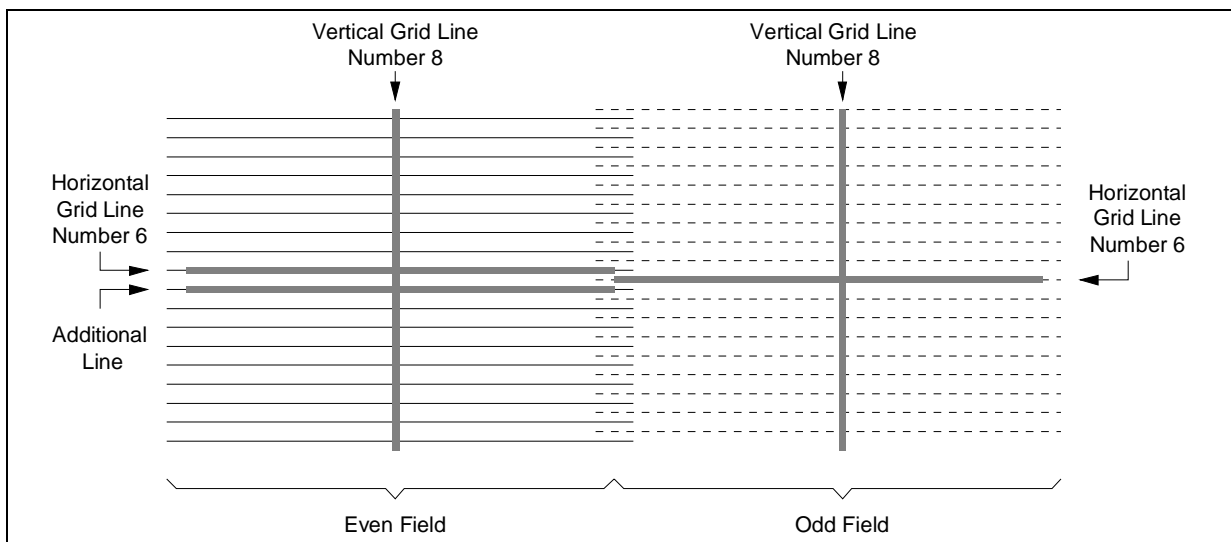 Vertical Grid Line
Number 8
Vertical Grid Line
Number 8
Horizontal
Grid Line
Number 6
Additional
Line
Horizontal
Grid Line
Number 6
Even Field
Odd Field